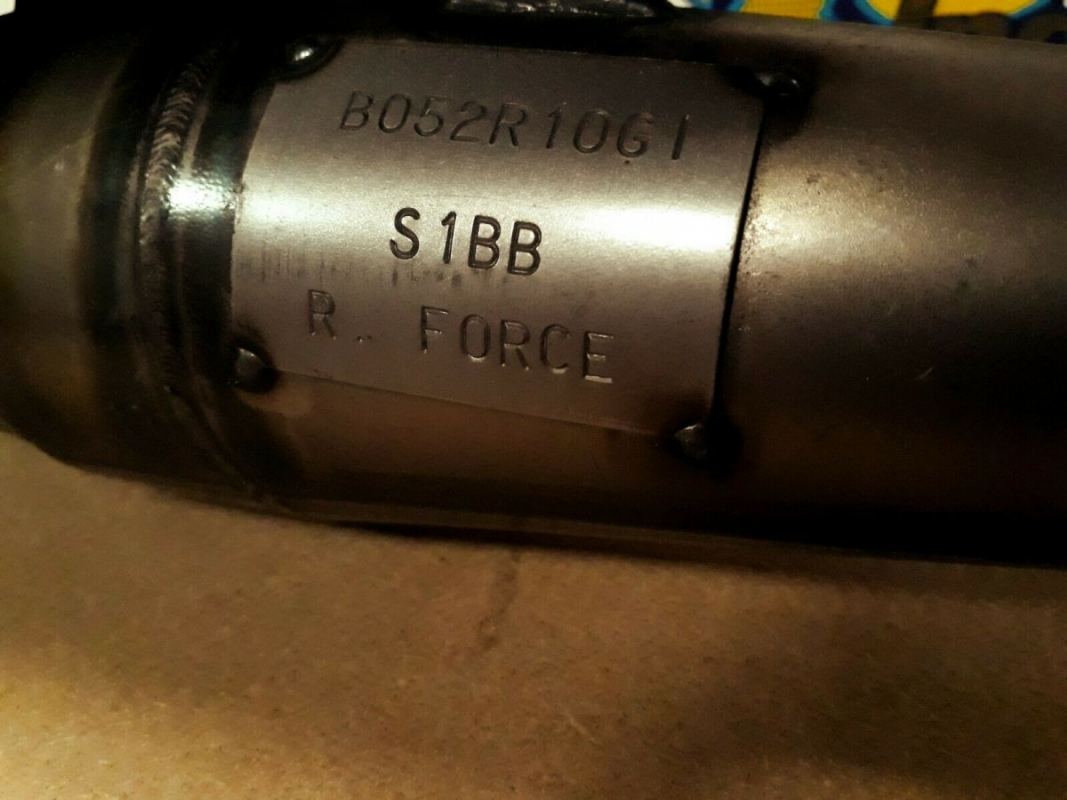 B052R10G1
S1BB
R. FORCE